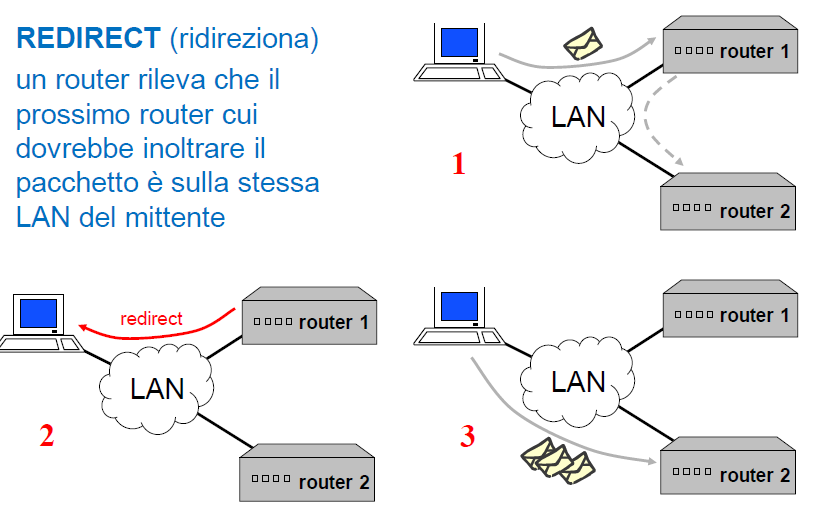 REDIRECT (ridireziona)
un router rileva che il
prossimo router cui
dovrebbe inoltrare il
pacchetto è sulla stessa
LAN del mittente
router 1
LAN
1
router 2
redirect
router 1
LAN
2
router 2
router 1
LAN
3
router 2